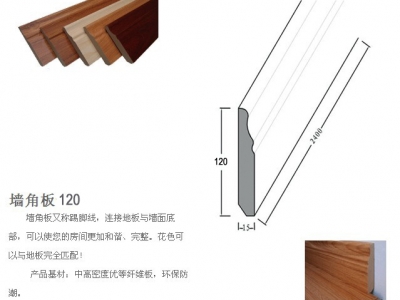 120
2400
15
墙角板 120
墙角板又称踢脚线，连接地板与墙面底
部，可以使您的房间更加和谐、完整。花色可
以与地板完全匹配！
产品基材：中高密度优等纤维板，环保防
潮。